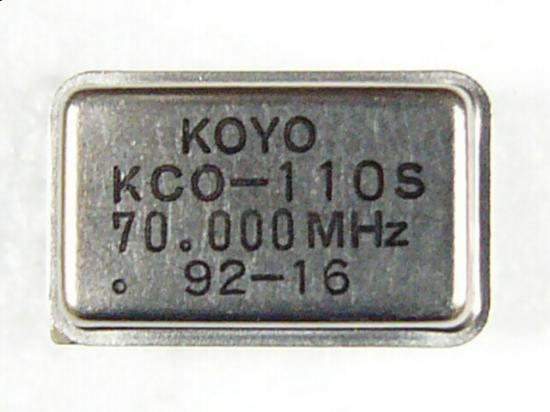 KOYO
KCO-110S
70.000MHz
. 92-16